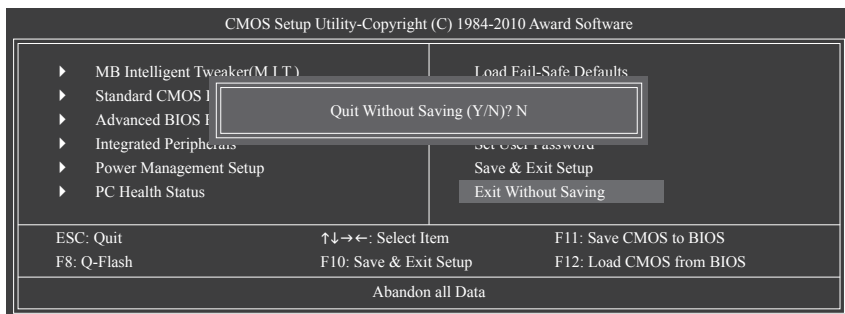 CMOS Setup Utility-Copyright (C) 1984-2010 Award Software
MB Intelligent Tweaker(M.I.T.)
Standard CMOS
Advanced BIOS
Integrated Peripherals
Power Management Setup
PC Health Status
Load Fail-Safe Defaults
Set User Password
Save & Exit Setup
Exit Without Saving
Quit Without Saving (Y/N)? N
ESC: Quit
↑↓→←: Select Item
F11: Save CMOS to BIOS
F8: Q-Flash
F10: Save & Exit Setup
F12: Load CMOS from BIOS
Abandon all Data